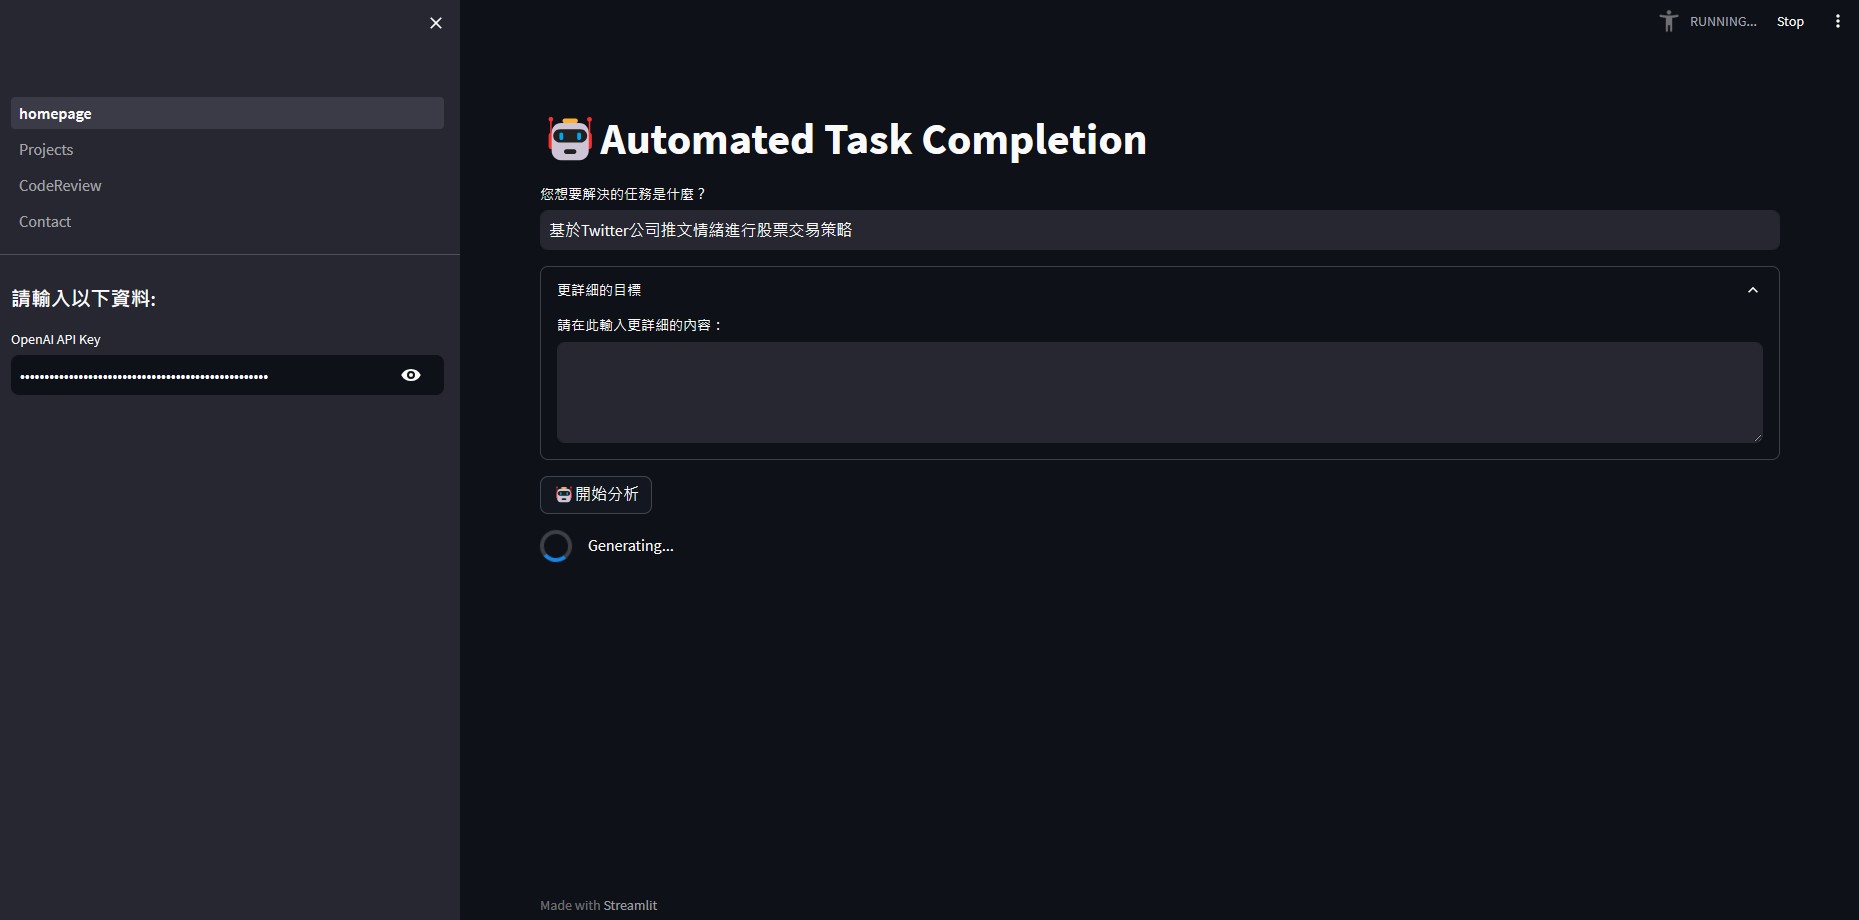 homepage
Projects
CodeReview
Contact
請輸入以下資料:
OpenAI API Key
RUNNING...
Stop
Automated Task Completion
您想要解決的任務是什麼？
基於Twitter公司推文情緒進行股票交易策略
更詳細的目標
請在此輸入更詳細的內容：
開始分析
Generating...
Made with Streamlit